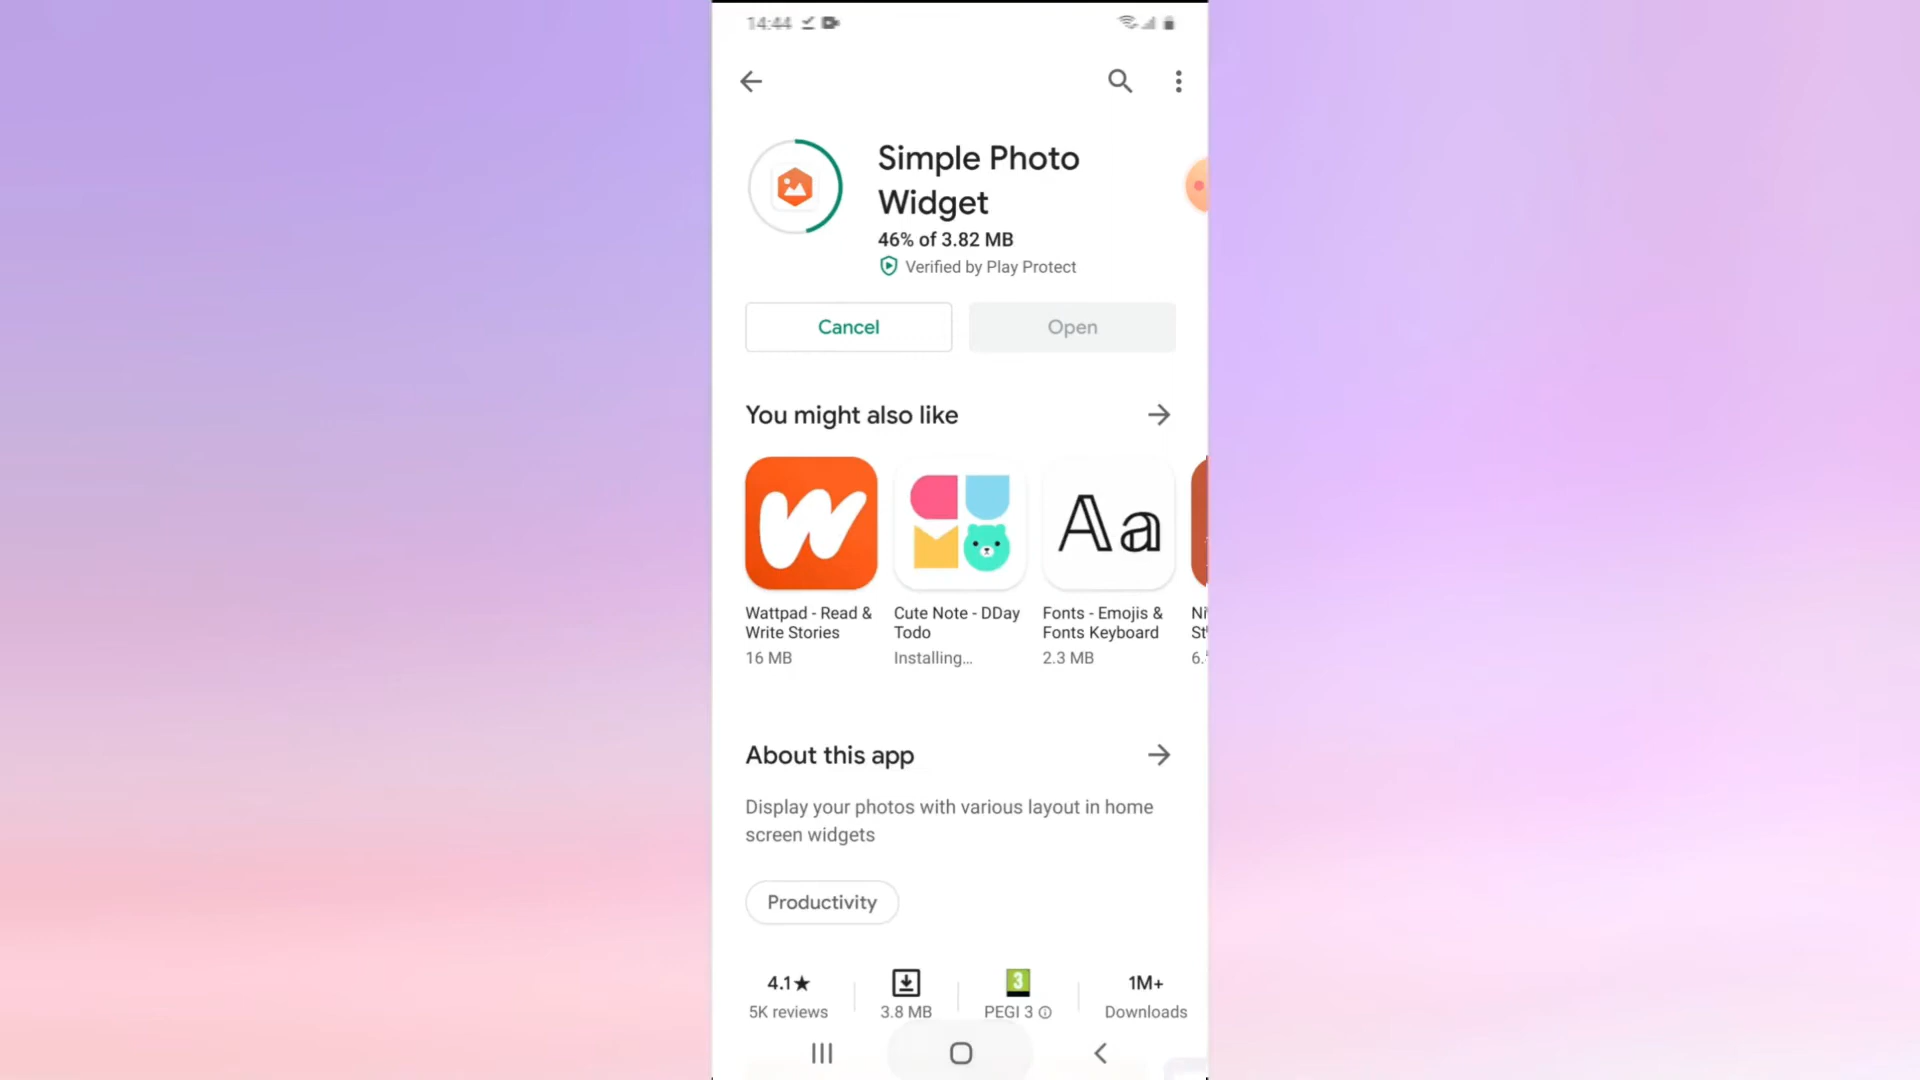 14:44
Simple Photo
Widget
46% of 3.82 MB
Verified by Play Protect
Cancel
Open
You might also like
Aa
Wattpad - Read &
Write Stories
16 MB
Cute Note - DDay
Todo
Installing...
Fonts - Emojis &
Fonts Keyboard
2.3 MB
Ni
St
6.
About this app
Display your photos with various layout in home
screen widgets
Productivity
4.1★
5K reviews
3.8 MB
3
PEGI 3
1M+
Downloads